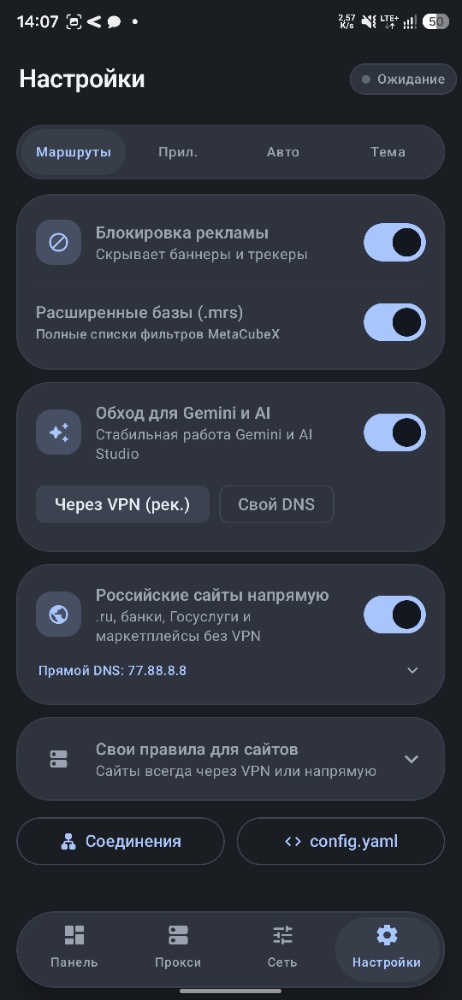 14:07
2,57 K/s
LTE+
50
Настройки
Ожидание
Маршруты
Прил.
Авто
Тема
Блокировка рекламы
Скрывает баннеры и трекеры
Расширенные базы (.mrs)
Полные списки фильтров MetaCubeX
Обход для Gemini и AI
Стабильная работа Gemini и AI
Studio
Через VPN (рек.)
Свой DNS
Российские сайты напрямую
.ru, банки, Госуслуги и
маркетплейсы без VPN
Прямой DNS: 77.88.8.8
Свои правила для сайтов
Сайты всегда через VPN или напрямую
Соединения
config.yaml
Панель
Прокси
Сеть
Настройки